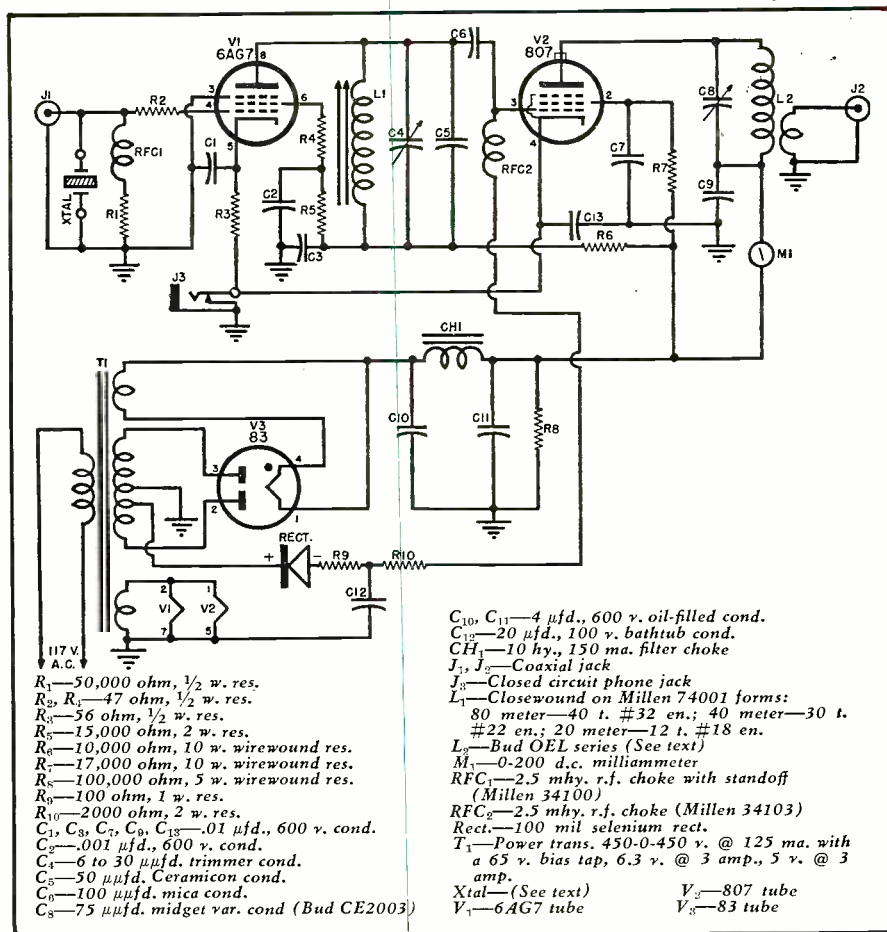 V1
6AG7
8
C6
V2
807
J1
R2
3
4
6
5
RFC1
C1
R4
L1
C4
C5
3
2
4
RFC2
C7
R7
C8
L2
J2
XTAL
R1
R3
C2
R5
C3
C13
C9
R6
M1
J3
T1
CH1
V3
83
4
3
2
1
C10
C11
R8
RECT.
+
-
R9
R10
C12
2
V1
7
1
V2
5
117 V.
A.C.
R₁—50,000 ohm, ½ w. res.
R₂, R₄—47 ohm, ½ w. res.
R₃—56 ohm, ½ w. res.
R₅—15,000 ohm, 2 w. res.
R₆—10,000 ohm, 10 w. wirewound res.
R₇—17,000 ohm, 10 w. wirewound res.
R₈—100,000 ohm, 5 w. wirewound res.
R₉—100 ohm, 1 w. res.
R₁₀—2000 ohm, 2 w. res.
C₁, C₃, C₇, C₉, C₁₃—.01 μfd., 600 v. cond.
C₂—.001 μfd., 600 v. cond.
C₄—6 to 30 μμfd. trimmer cond.
C₅—50 μμfd. Ceramicon cond.
C₆—100 μμfd. mica cond.
C₈—75 μμfd. midget var. cond (Bud CE2003)
C₁₀, C₁₁—4 μfd., 600 v. oil-filled cond.
C₁₂—20 μfd., 100 v. bathtub cond.
CH₁—10 hy., 150 ma. filter choke
J₁, J₂—Coaxial jack
J₃—Closed circuit phone jack
L₁—Closewound on Millen 74001 forms:
80 meter—40 t. #32 en.; 40 meter—30 t.
#22 en.; 20 meter—12 t. #18 en.
L₂—Bud OEL series (See text)
M₁—0-200 d.c. milliammeter
RFC₁—2.5 mhy. r.f. choke with standoff
(Millen 34100)
RFC₂—2.5 mhy. r.f. choke (Millen 34103)
Rect.—100 mil selenium rect.
T₁—Power trans. 450-0-450 v. @ 125 ma. with
a 65 v. bias tap, 6.3 v. @ 3 amp., 5 v. @ 3
amp.
Xtal—(See text) V₂—807 tube
V₁—6AG7 tube V₃—83 tube